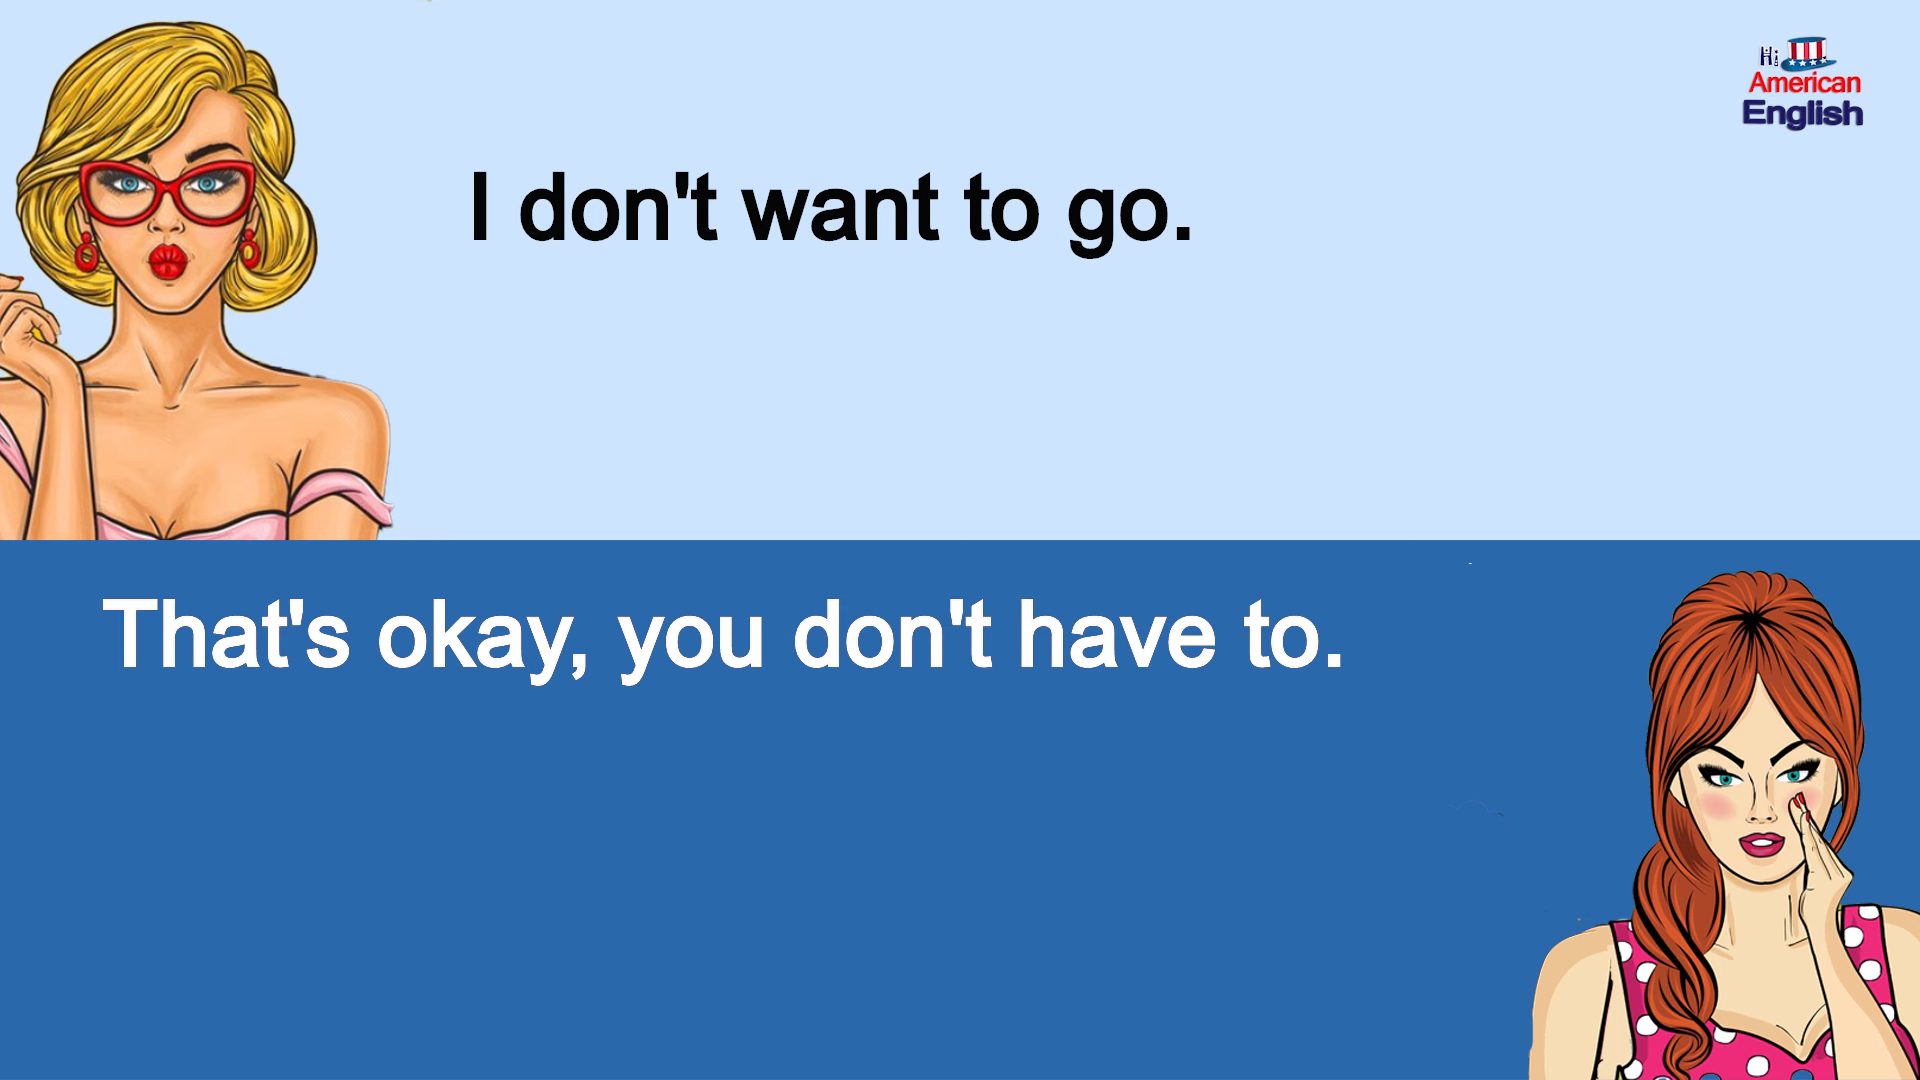 Hi
American
English
I don't want to go.
That's okay, you don't have to.